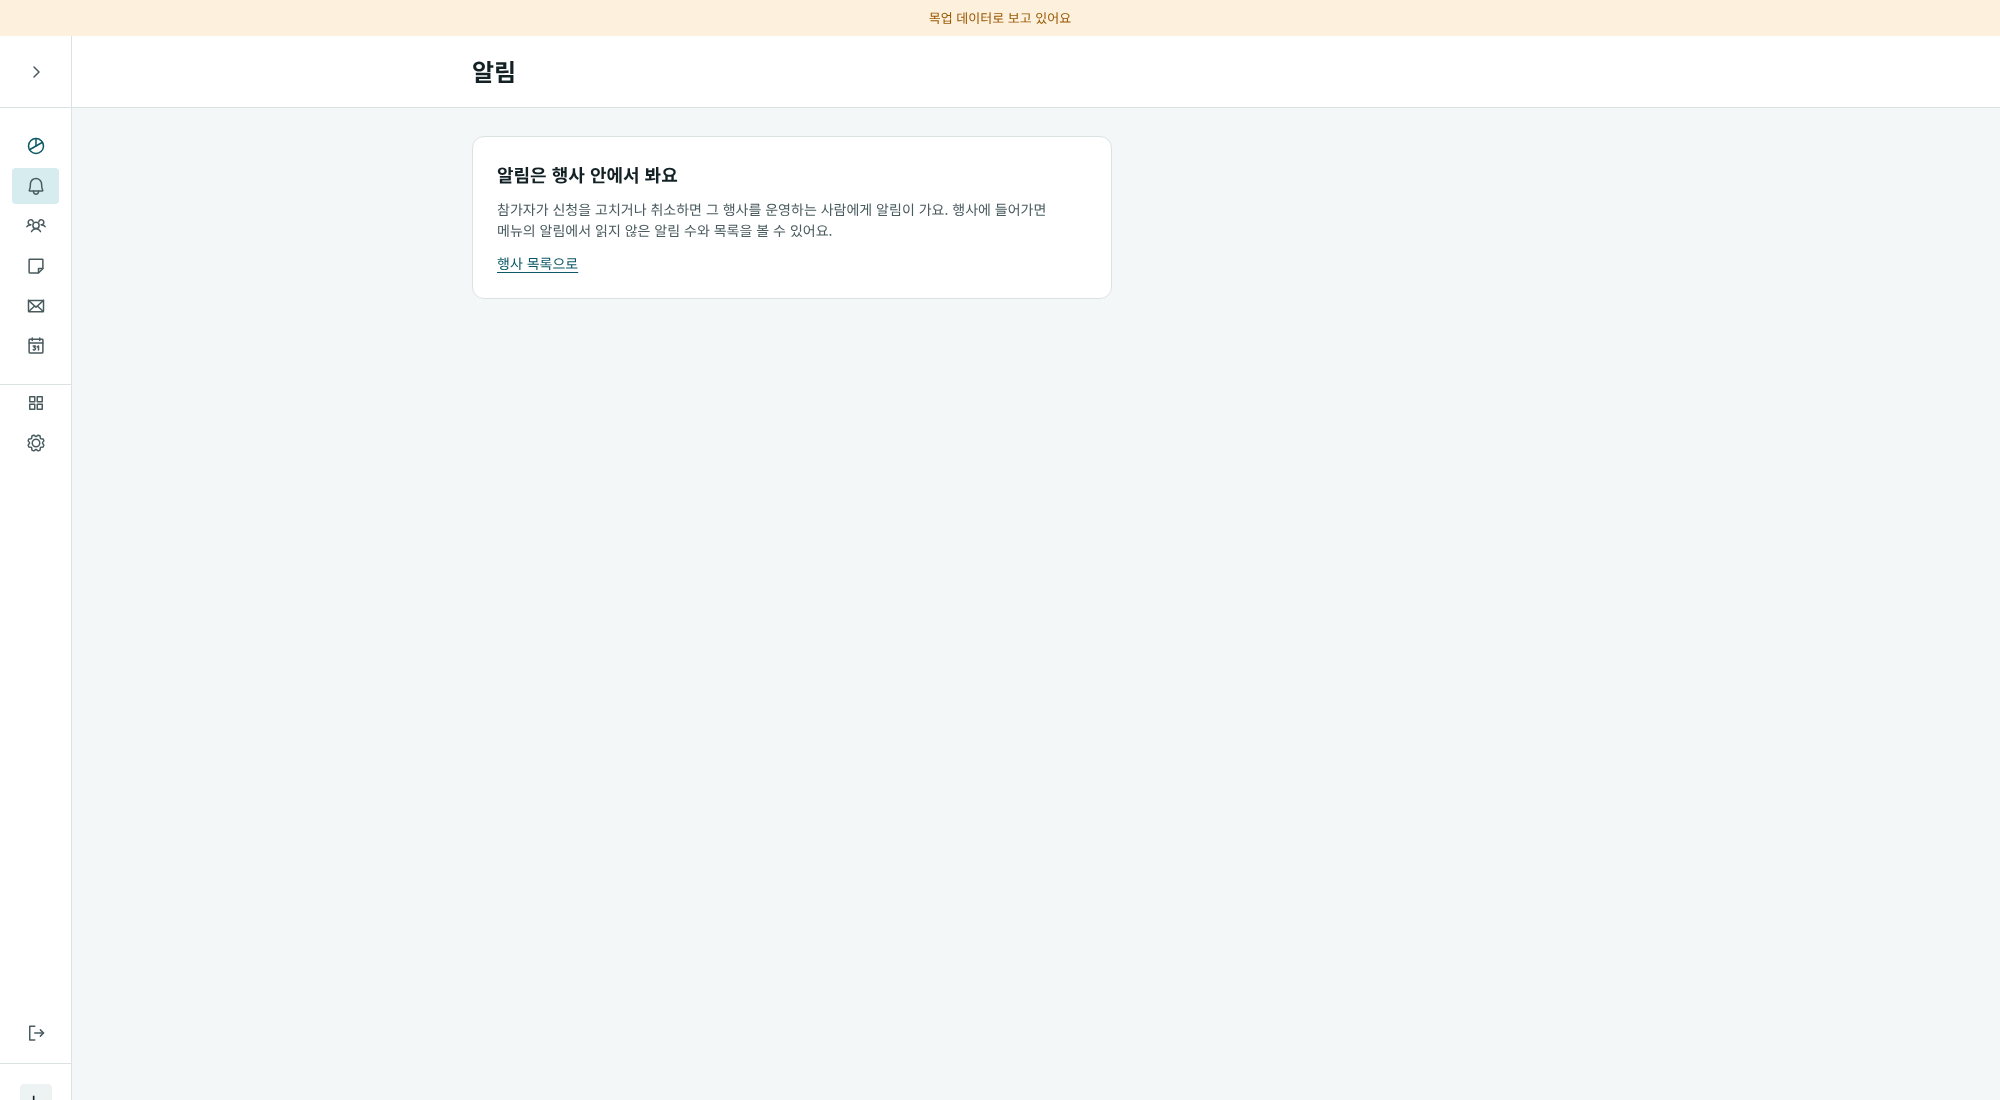 목업 데이터로 보고 있어요
알림
알림은 행사 안에서 봐요
참가자가 신청을 고치거나 취소하면 그 행사를 운영하는 사람에게 알림이 가요. 행사에 들어가면
메뉴의 알림에서 읽지 않은 알림 수와 목록을 볼 수 있어요.
행사 목록으로
31